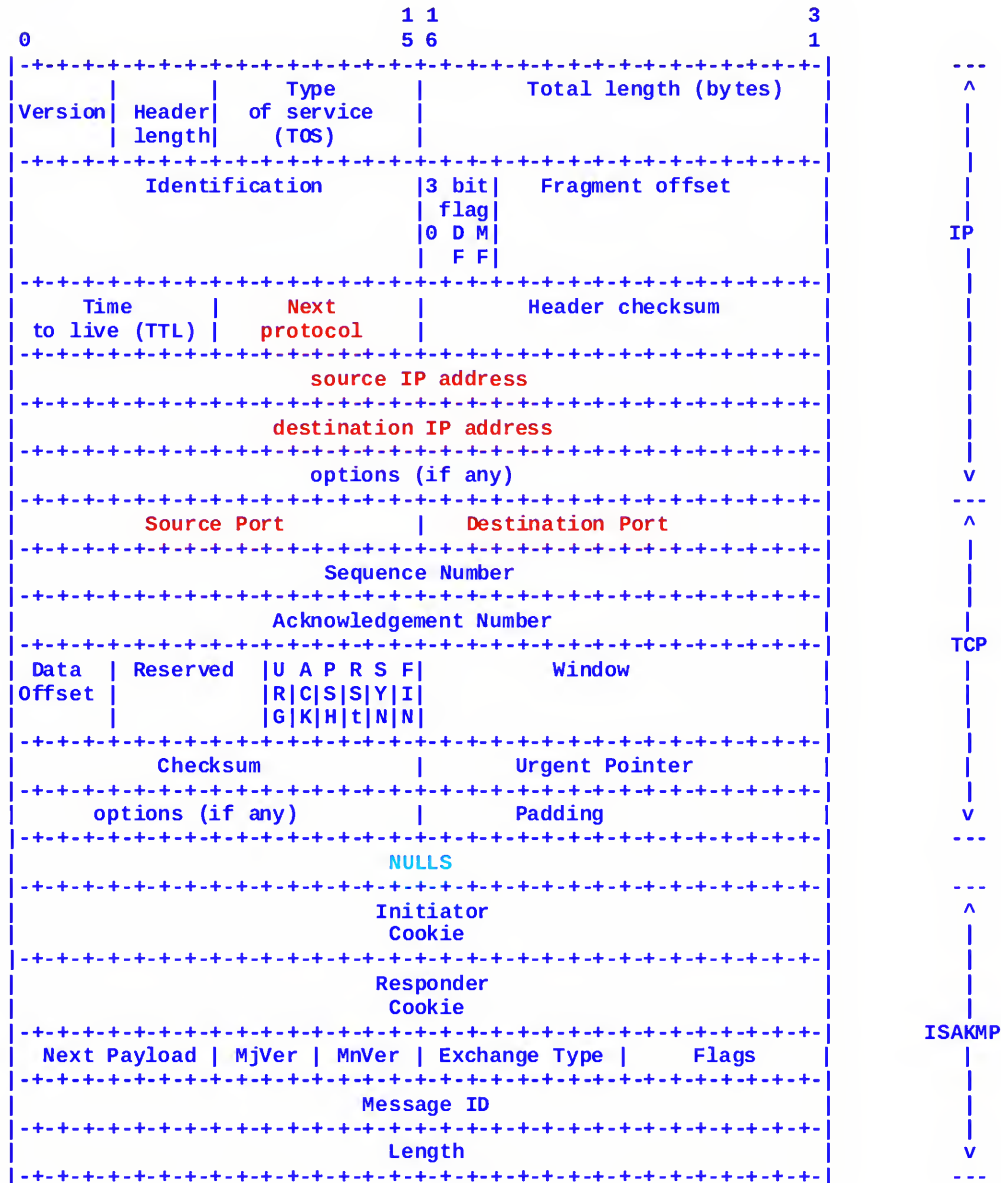 1 1                              3
 0                             5 6                              1
|-+-+-+-+-+-+-+-+-+-+-+-+-+-+-+-+-+-+-+-+-+-+-+-+-+-+-+-+-+-+-+-|         ---
|       |       |     Type      |        Total length (bytes)   |          ^
|Version| Header|  of service   |                               |          |
|       | length|    (TOS)      |                               |          |
|-+-+-+-+-+-+-+-+-+-+-+-+-+-+-+-+-+-+-+-+-+-+-+-+-+-+-+-+-+-+-+-|          |
|          Identification       |3 bit|   Fragment offset       |          |
|                               | flag|                         |          |
|                               |0 D M|                         |         IP
|                               |  F F|                         |          |
|-+-+-+-+-+-+-+-+-+-+-+-+-+-+-+-+-+-+-+-+-+-+-+-+-+-+-+-+-+-+-+-|          |
|     Time      |     Next      |        Header checksum        |          |
| to live (TTL) |   protocol    |                               |          |
|-+-+-+-+-+-+-+-+-+-+-+-+-+-+-+-+-+-+-+-+-+-+-+-+-+-+-+-+-+-+-+-|          |
|                       source IP address                       |          |
|-+-+-+-+-+-+-+-+-+-+-+-+-+-+-+-+-+-+-+-+-+-+-+-+-+-+-+-+-+-+-+-|          |
|                    destination IP address                     |          |
|-+-+-+-+-+-+-+-+-+-+-+-+-+-+-+-+-+-+-+-+-+-+-+-+-+-+-+-+-+-+-+-|          |
|                       options (if any)                        |          v
|-+-+-+-+-+-+-+-+-+-+-+-+-+-+-+-+-+-+-+-+-+-+-+-+-+-+-+-+-+-+-+-|         ---
|          Source Port          |   Destination Port            |          ^
|-+-+-+-+-+-+-+-+-+-+-+-+-+-+-+-+-+-+-+-+-+-+-+-+-+-+-+-+-+-+-+-|          |
|                        Sequence Number                        |          |
|-+-+-+-+-+-+-+-+-+-+-+-+-+-+-+-+-+-+-+-+-+-+-+-+-+-+-+-+-+-+-+-|          |
|                    Acknowledgement Number                     |          |
|-+-+-+-+-+-+-+-+-+-+-+-+-+-+-+-+-+-+-+-+-+-+-+-+-+-+-+-+-+-+-+-|         TCP
| Data  | Reserved  |U A P R S F|          Window               |          |
|Offset |           |R|C|S|S|Y|I|                               |          |
|       |           |G|K|H|t|N|N|                               |          |
|-+-+-+-+-+-+-+-+-+-+-+-+-+-+-+-+-+-+-+-+-+-+-+-+-+-+-+-+-+-+-+-|          |
|           Checksum            |       Urgent Pointer          |          |
|-+-+-+-+-+-+-+-+-+-+-+-+-+-+-+-+-+-+-+-+-+-+-+-+-+-+-+-+-+-+-+-|          |
|      options (if any)         |       Padding                 |          v
|-+-+-+-+-+-+-+-+-+-+-+-+-+-+-+-+-+-+-+-+-+-+-+-+-+-+-+-+-+-+-+-|         ---
|                             NULLS                             |
|-+-+-+-+-+-+-+-+-+-+-+-+-+-+-+-+-+-+-+-+-+-+-+-+-+-+-+-+-+-+-+-|         ---
|                            Initiator                          |          ^
|                             Cookie                            |          |
|-+-+-+-+-+-+-+-+-+-+-+-+-+-+-+-+-+-+-+-+-+-+-+-+-+-+-+-+-+-+-+-|          |
|                            Responder                          |          |
|                             Cookie                            |          |
|-+-+-+-+-+-+-+-+-+-+-+-+-+-+-+-+-+-+-+-+-+-+-+-+-+-+-+-+-+-+-+-|       ISAKMP
|  Next Payload | MjVer | MnVer | Exchange Type |     Flags     |          |
|-+-+-+-+-+-+-+-+-+-+-+-+-+-+-+-+-+-+-+-+-+-+-+-+-+-+-+-+-+-+-+-|          |
|                           Message ID                          |          |
|-+-+-+-+-+-+-+-+-+-+-+-+-+-+-+-+-+-+-+-+-+-+-+-+-+-+-+-+-+-+-+-|          |
|                             Length                            |          v
|-+-+-+-+-+-+-+-+-+-+-+-+-+-+-+-+-+-+-+-+-+-+-+-+-+-+-+-+-+-+-+-|         ---